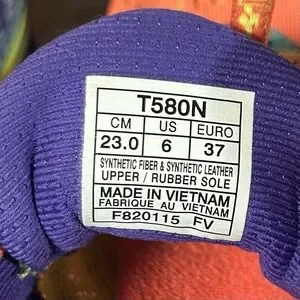 T580N
CM US EURO
23.0 6 37
SYNTHETIC FIBER & SYNTHETIC LEATHER
UPPER / RUBBER SOLE
MADE IN VIETNAM
FABRIQUE AU VIETNAM
F820115 FV